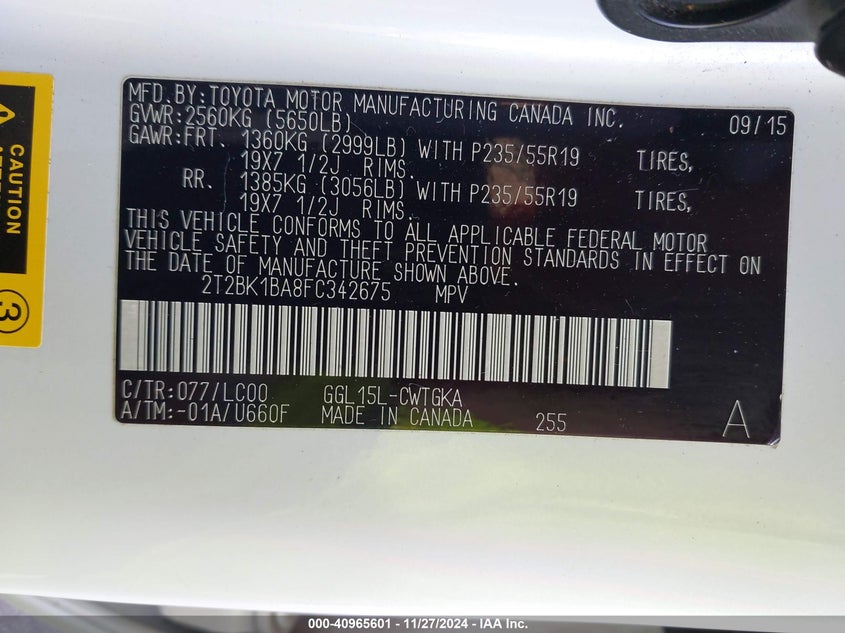 CAUTION
3
MFD.BY:TOYOTA MOTOR MANUFACTURING CANADA INC. 09/15
GVWR:2560KG (5650LB)
GAWR:FRT. 1360KG (2999LB) WITH P235/55R19 TIRES,
19X7 1/2J RIMS.
RR. 1385KG (3056LB) WITH P235/55R19 TIRES,
19X7 1/2J RIMS.
THIS VEHICLE CONFORMS TO ALL APPLICABLE FEDERAL MOTOR
VEHICLE SAFETY AND THEFT PREVENTION STANDARDS IN EFFECT ON
THE DATE OF MANUFACTURE SHOWN ABOVE.
2T2BK1BA8FC342675 MPV
C/TR:077/LC00 GGL15L-CWTGKA
A/TM:-01A/U660F MADE IN CANADA 255 A
000-40965601 - 11/27/2024 - IAA Inc.